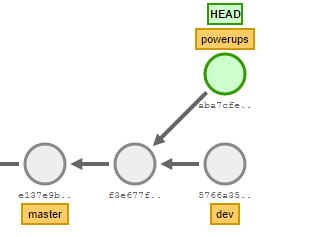 HEAD
powerups
aba7cfe..
e137e9b..
f3e677f..
5766a35..
master
dev